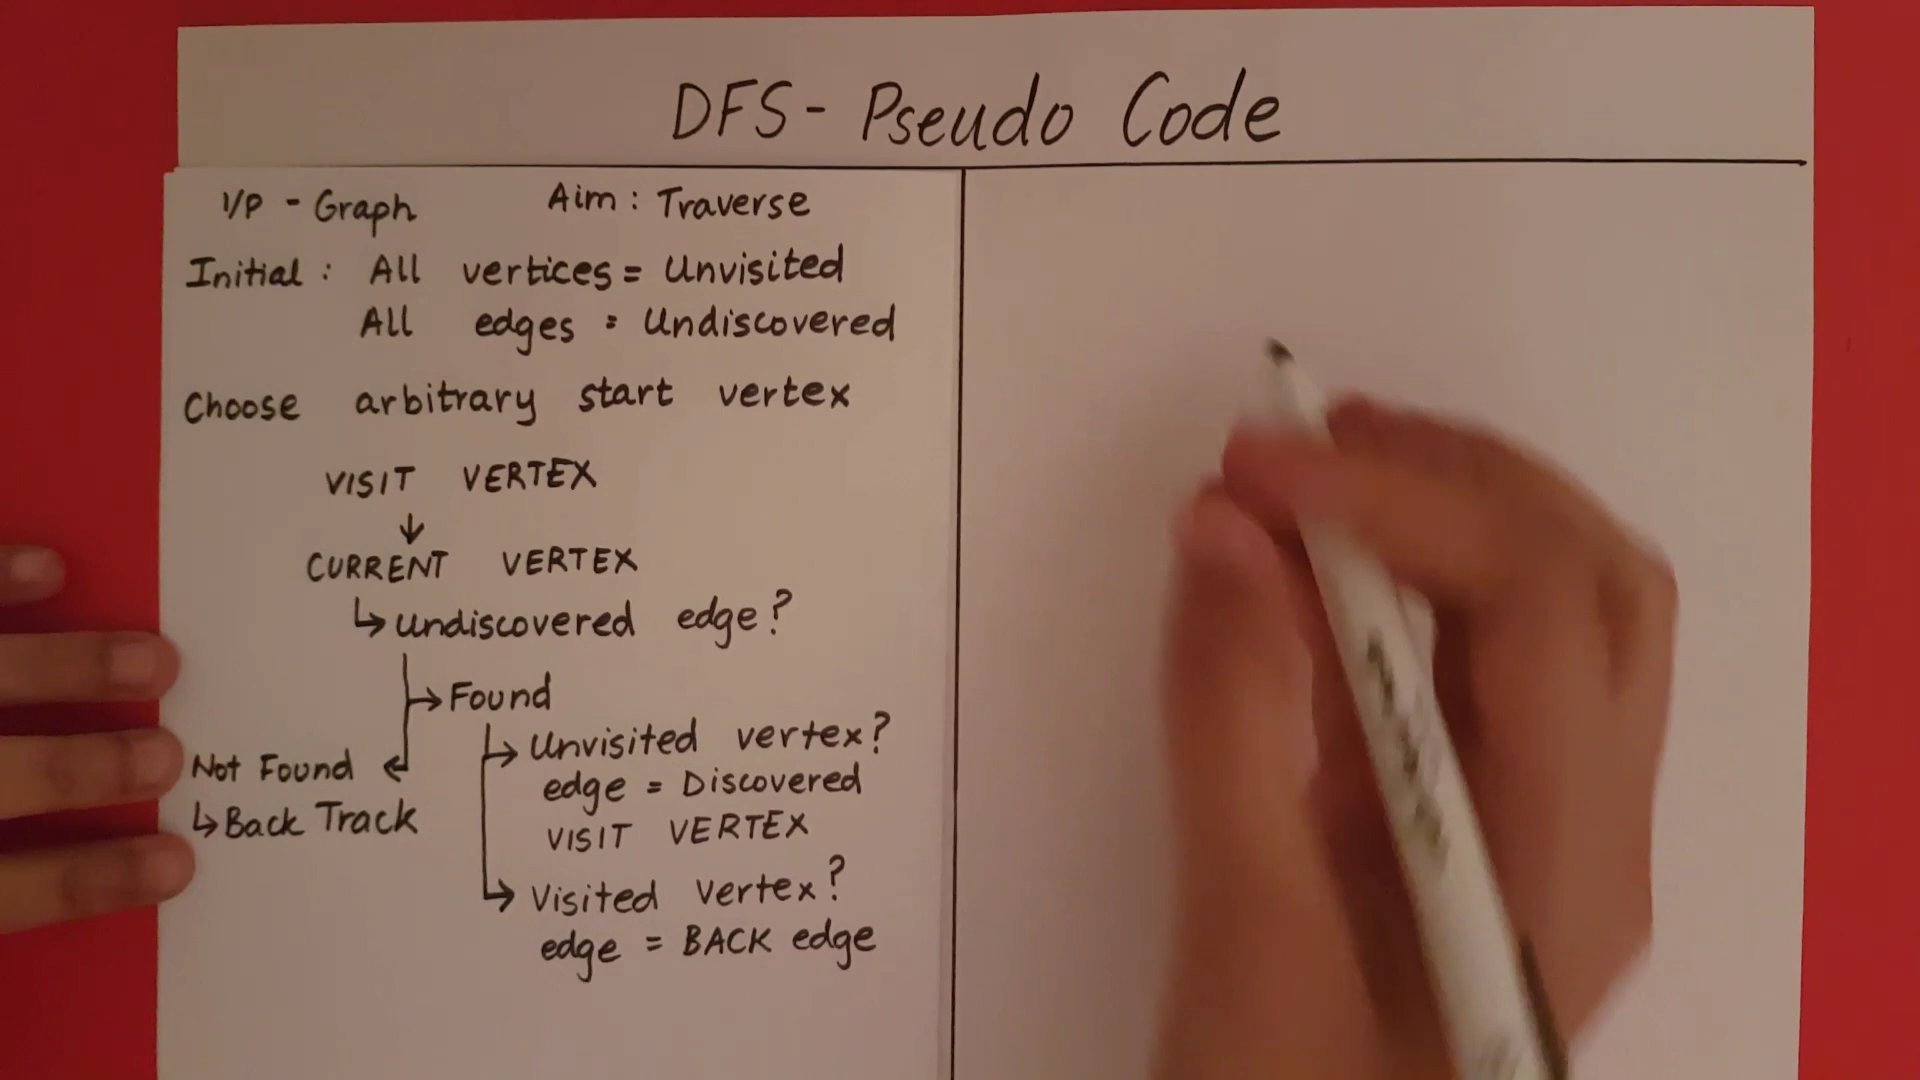 DFS - Pseudo Code
I/P - Graph Aim : Traverse
Initial : All vertices = Unvisited
All edges = Undiscovered
Choose arbitrary start vertex
VISIT VERTEX
↓
CURRENT VERTEX
↳ undiscovered edge?
→ Found
→ Unvisited vertex?
edge = Discovered
VISIT VERTEX
→ Visited vertex?
edge = BACK edge
Not Found ←
↳ Back Track